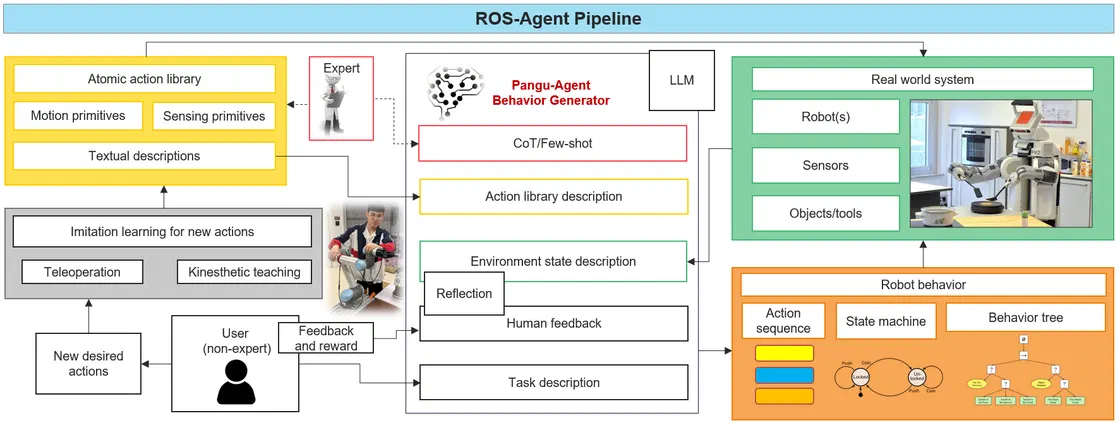 ROS-Agent Pipeline
Atomic action library
Motion primitives
Sensing primitives
Textual descriptions
Expert
Imitation learning for new actions
Teleoperation
Kinesthetic teaching
New desired
actions
User
(non-expert)
Feedback
and reward
Pangu-Agent
Behavior Generator
LLM
CoT/Few-shot
Action library description
Environment state description
Reflection
Human feedback
Task description
Real world system
Robot(s)
Sensors
Objects/tools
Robot behavior
Action
sequence
State machine
Behavior tree
Push
Coin
Locked
Un-
locked
Push
Coin
?
?
?
?